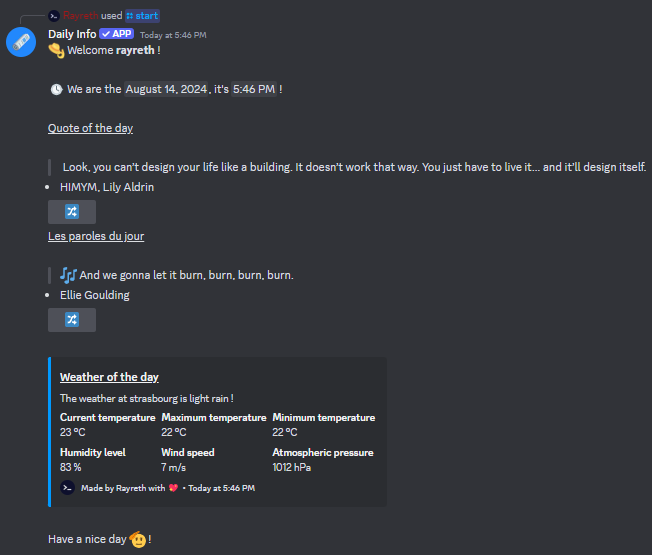 Rayreth used start
Daily Info APP Today at 5:46 PM
Welcome rayreth !
We are the August 14, 2024, it's 5:46 PM !
Quote of the day
Look, you can't design your life like a building. It doesn't work that way. You just have to live it... and it'll design itself.
• HIMYM, Lily Aldrin
Les paroles du jour
And we gonna let it burn, burn, burn, burn.
• Ellie Goulding
Weather of the day
The weather at strasbourg is light rain !
Current temperature Maximum temperature Minimum temperature
23 °C 22 °C 22 °C
Humidity level Wind speed Atmospheric pressure
83 % 7 m/s 1012 hPa
Made by Rayreth with 💖 • Today at 5:46 PM
Have a nice day !